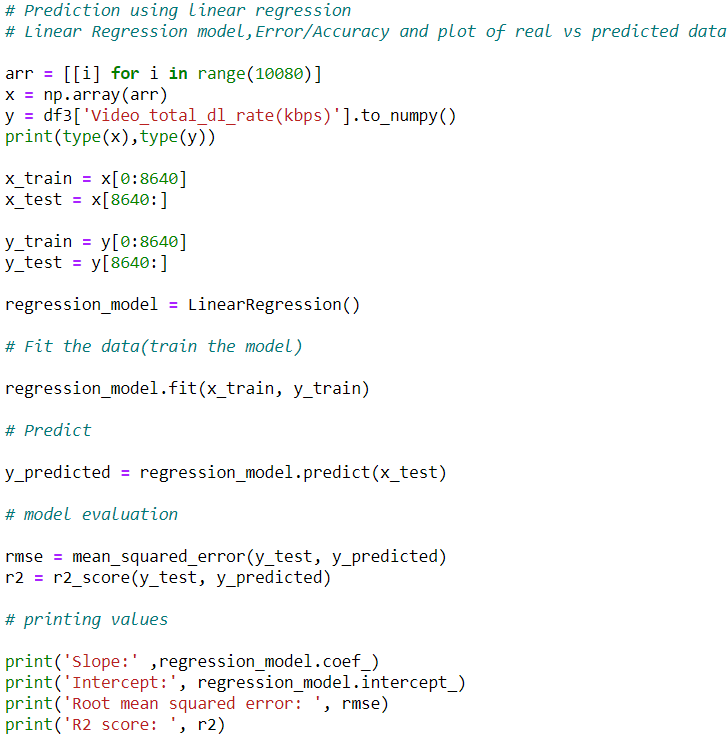 # Prediction using linear regression
# Linear Regression model,Error/Accuracy and plot of real vs predicted data
arr = [[i] for i in range(10080)]
x = np.array(arr)
y = df3['Video_total_dl_rate(kbps)'].to_numpy()
print(type(x),type(y))
x_train = x[0:8640]
x_test = x[8640:]
y_train = y[0:8640]
y_test = y[8640:]
regression_model = LinearRegression()
# Fit the data(train the model)
regression_model.fit(x_train, y_train)
# Predict
y_predicted = regression_model.predict(x_test)
# model evaluation
rmse = mean_squared_error(y_test, y_predicted)
r2 = r2_score(y_test, y_predicted)
# printing values
print('Slope:' ,regression_model.coef_)
print('Intercept:', regression_model.intercept_)
print('Root mean squared error: ', rmse)
print('R2 score: ', r2)